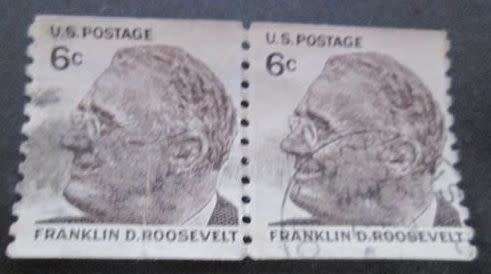 U.S. POSTAGE
6c
FRANKLIN D. ROOSEVELT
U.S. POSTAGE
6c
FRANKLIN D. ROOSEVELT